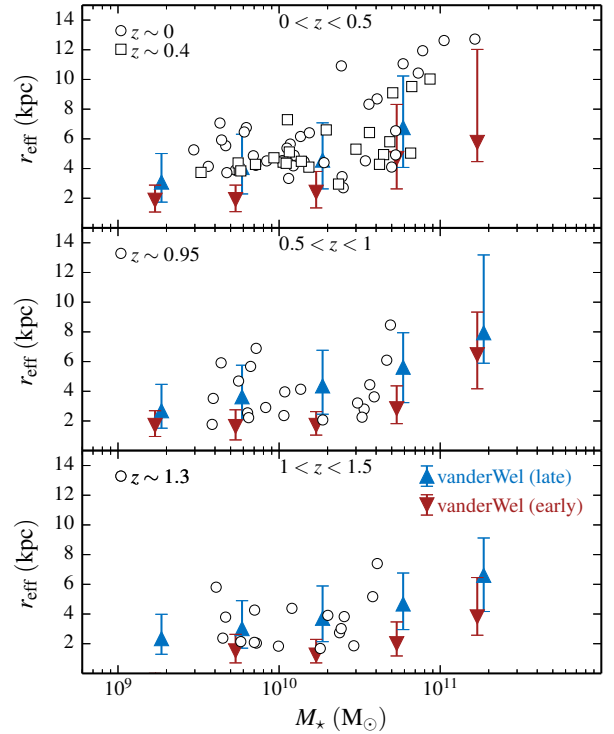 0 < z < 0.5
z ∼ 0
z ∼ 0.4
14
12
10
8
6
4
2
r_eff (kpc)
0.5 < z < 1
z ∼ 0.95
14
12
10
8
6
4
2
r_eff (kpc)
1 < z < 1.5
z ∼ 1.3
vanderWel (late)
vanderWel (early)
14
12
10
8
6
4
2
r_eff (kpc)
10^9
10^10
10^11
M_⋆ (M_⊙)